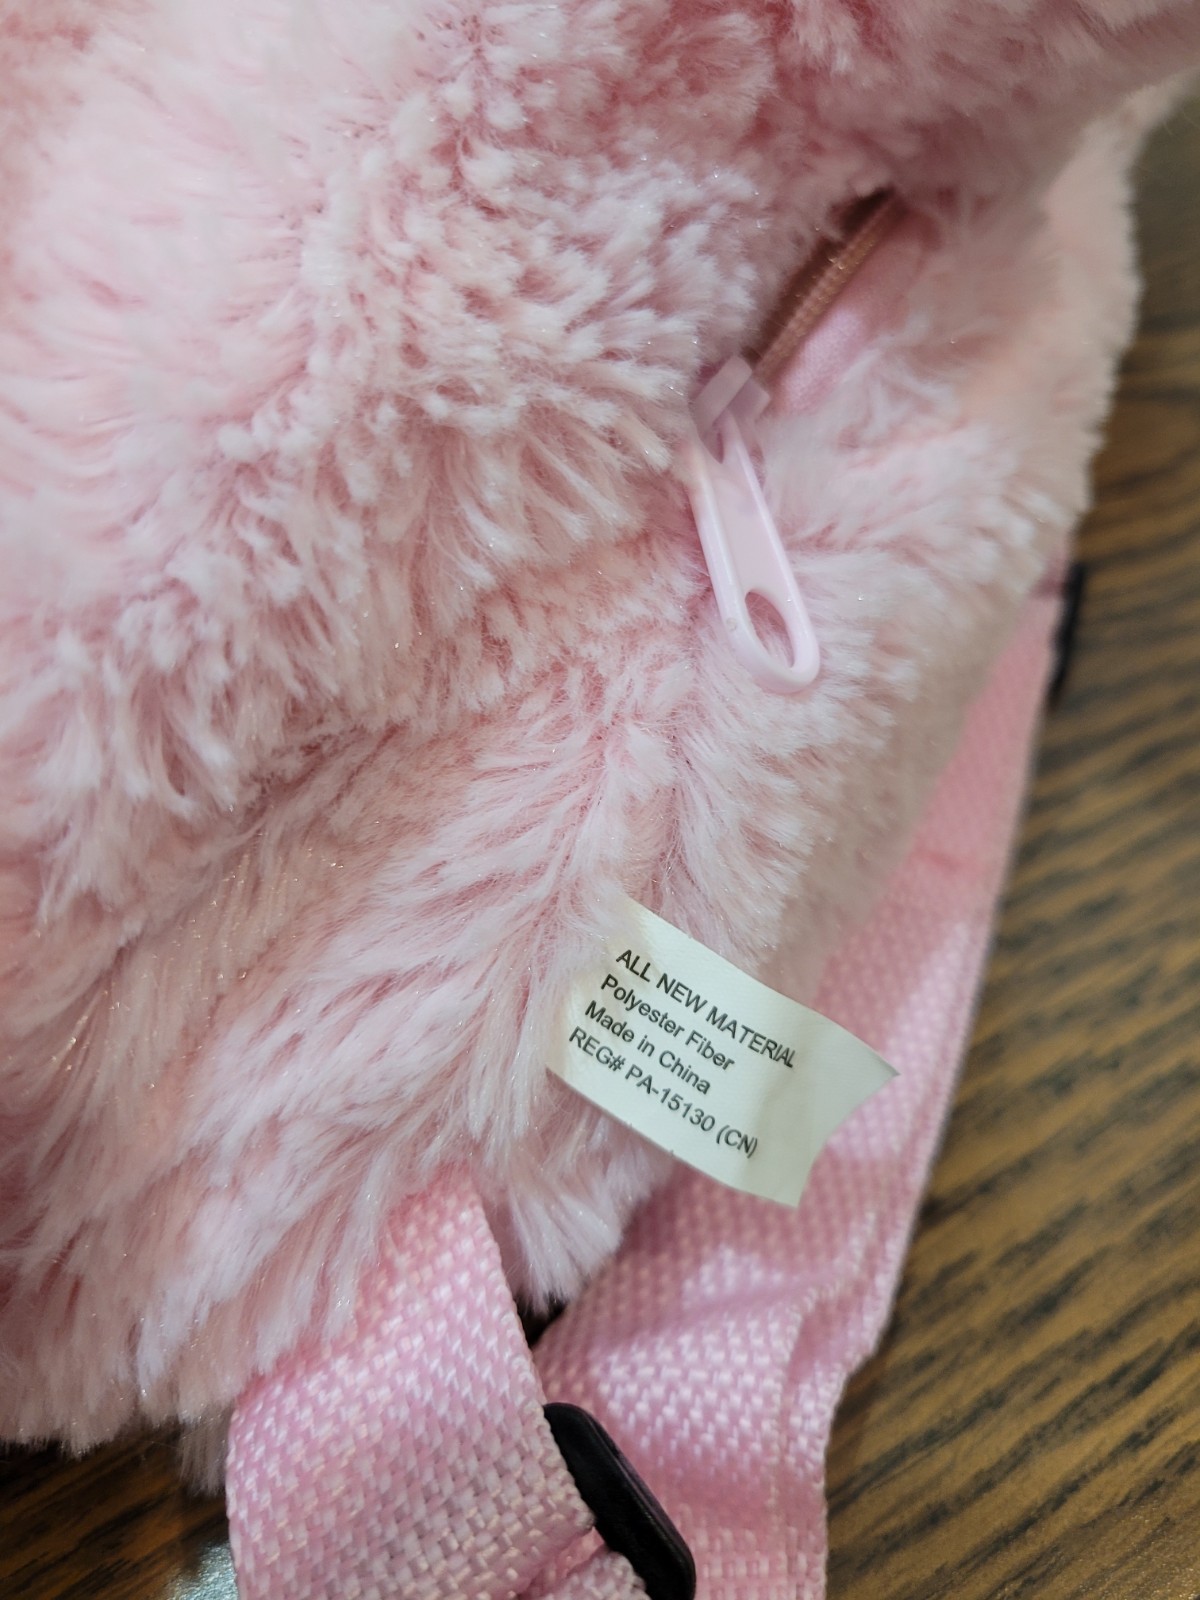 ALL NEW MATERIAL
Polyester Fiber
Made in China
REG# PA-15130 (CN)